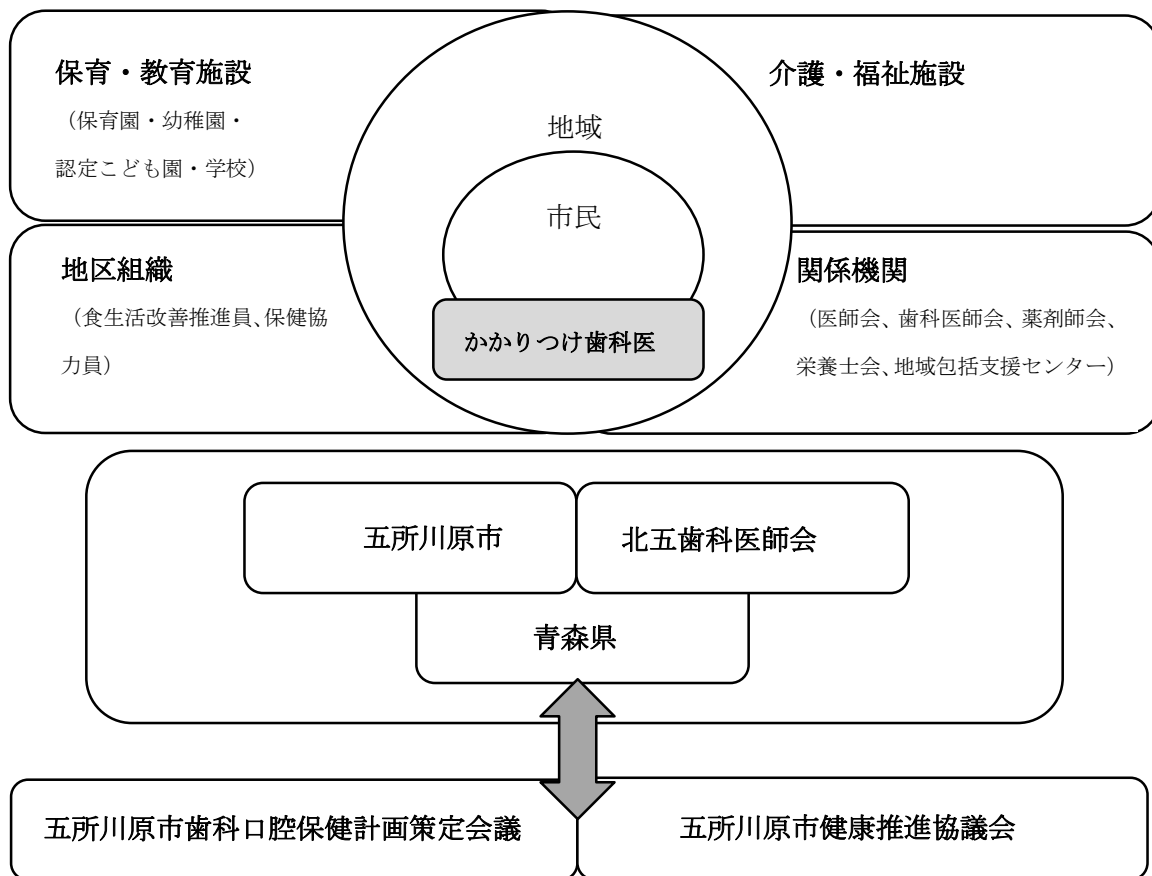 保育・教育施設
（保育園・幼稚園・
認定こども園・学校）
介護・福祉施設
地域
市民
かかりつけ歯科医
地区組織
（食生活改善推進員、保健協
力員）
関係機関
（医師会、歯科医師会、薬剤師会、
栄養士会、地域包括支援センター）
五所川原市
北五歯科医師会
青森県
五所川原市歯科口腔保健計画策定会議
五所川原市健康推進協議会